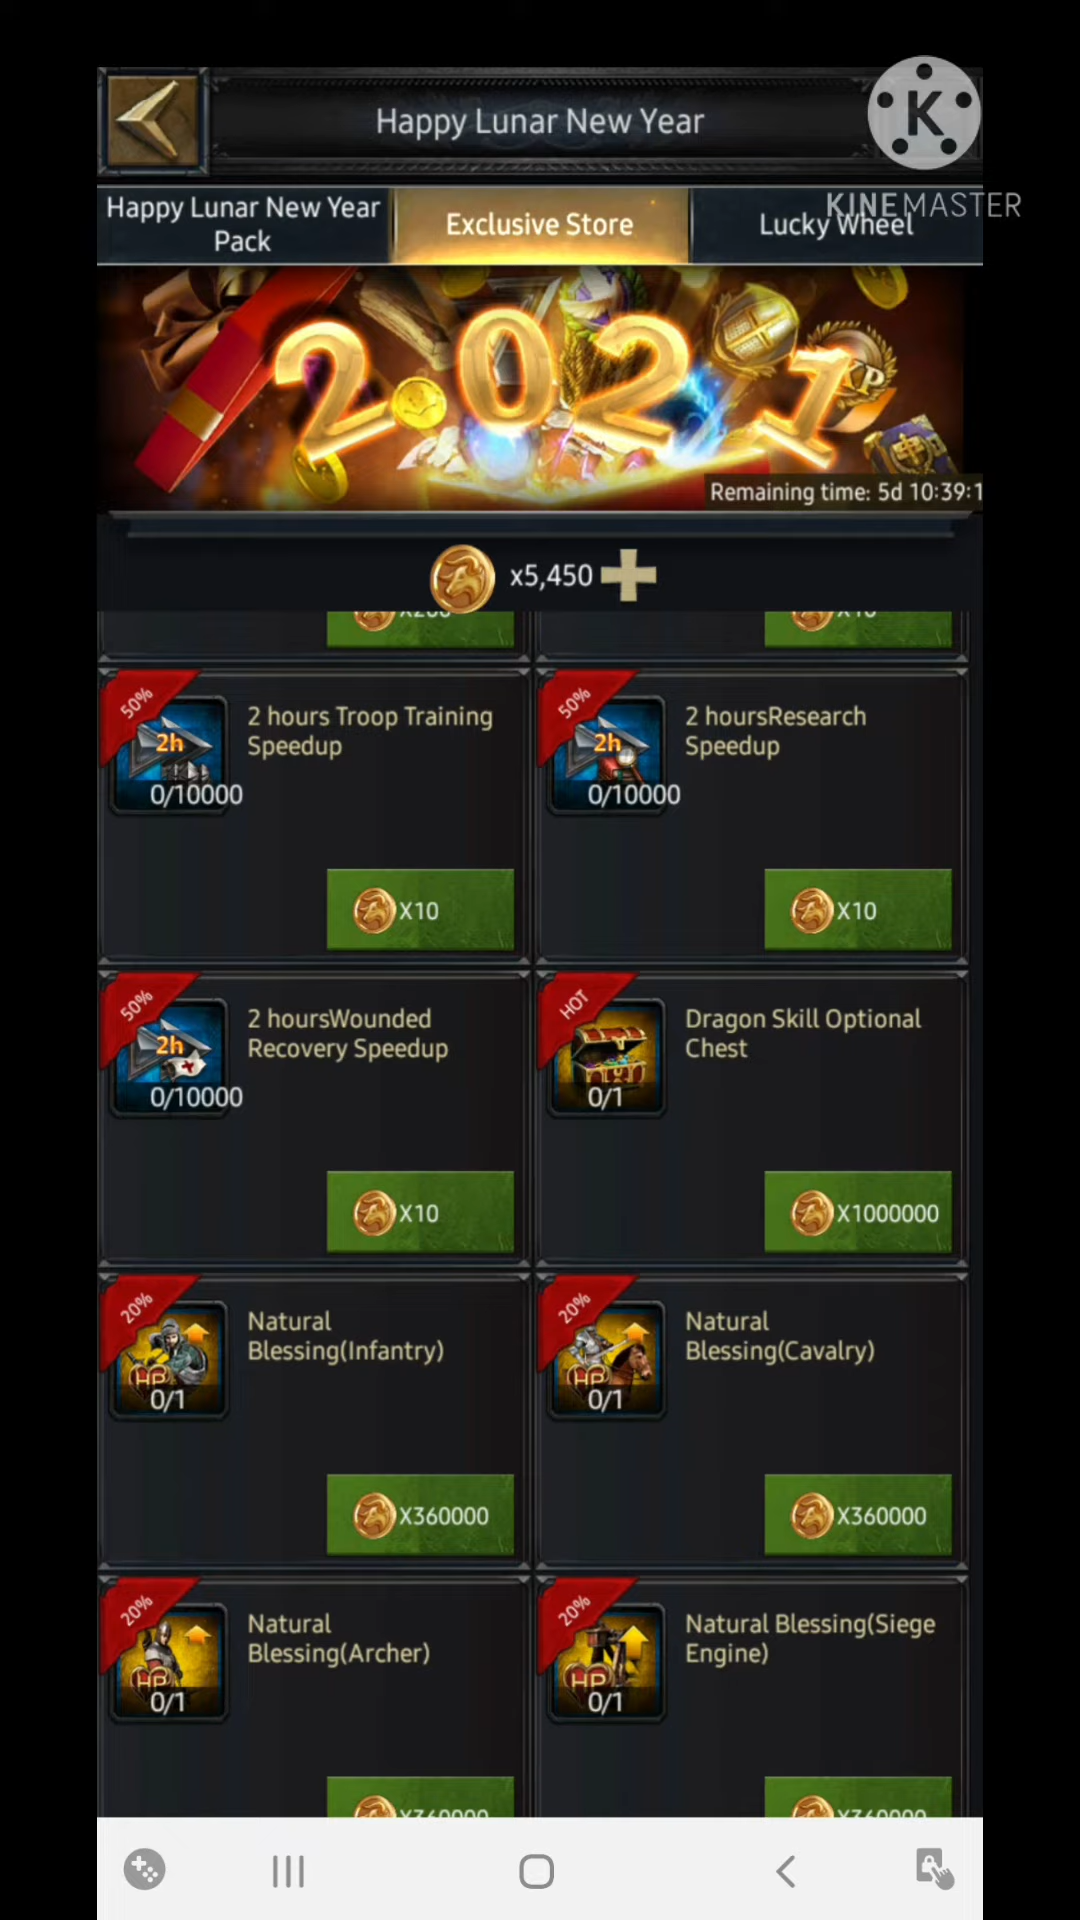 Happy Lunar New Year
K
KINEMASTER
Happy Lunar New Year
Pack
Exclusive Store
Lucky Wheel
2021
XP
Remaining time: 5d 10:39:1
x5,450
X10
50%
2h
0/10000
2 hours Troop Training
Speedup
X10
50%
2h
0/10000
2 hoursResearch
Speedup
X10
50%
2h
0/10000
2 hoursWounded
Recovery Speedup
X10
HOT
0/1
Dragon Skill Optional
Chest
X1000000
20%
HP
0/1
Natural
Blessing(Infantry)
X360000
20%
HP
0/1
Natural
Blessing(Cavalry)
X360000
20%
HP
0/1
Natural
Blessing(Archer)
X360000
20%
HP
0/1
Natural Blessing(Siege
Engine)
X360000